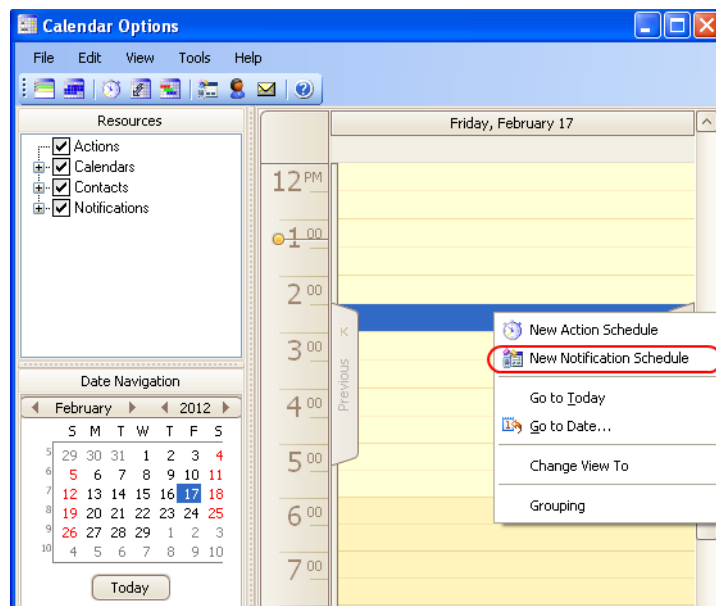 Calendar Options
File Edit View Tools Help
Resources
Actions
Calendars
Contacts
Notifications
Date Navigation
February 2012
S M T W T F S
5 29 30 31 1 2 3 4
6 5 6 7 8 9 10 11
7 12 13 14 15 16 17 18
8 19 20 21 22 23 24 25
9 26 27 28 29 1 2 3
10 4 5 6 7 8 9 10
Today
Friday, February 17
12 PM
1 00
2 00
3 00
4 00
5 00
6 00
7 00
Previous
New Action Schedule
New Notification Schedule
Go to Today
Go to Date...
Change View To
Grouping